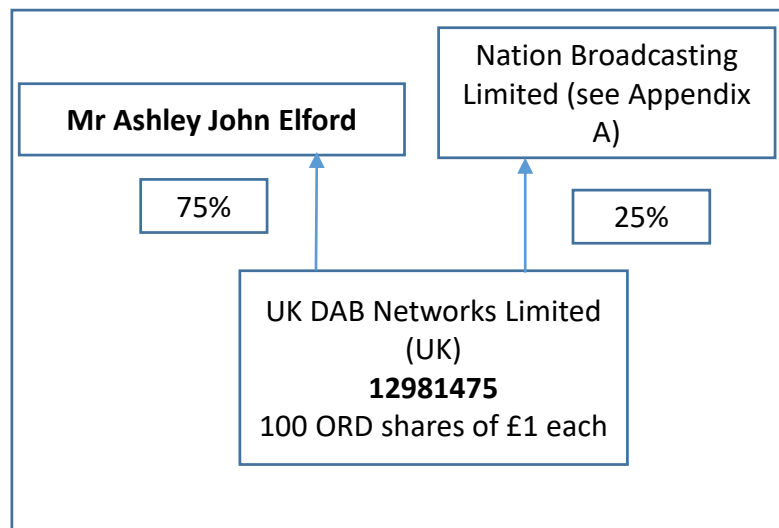 Mr Ashley John Elford
Nation Broadcasting
Limited (see Appendix
A)
75%
25%
UK DAB Networks Limited
(UK)
12981475
100 ORD shares of £1 each